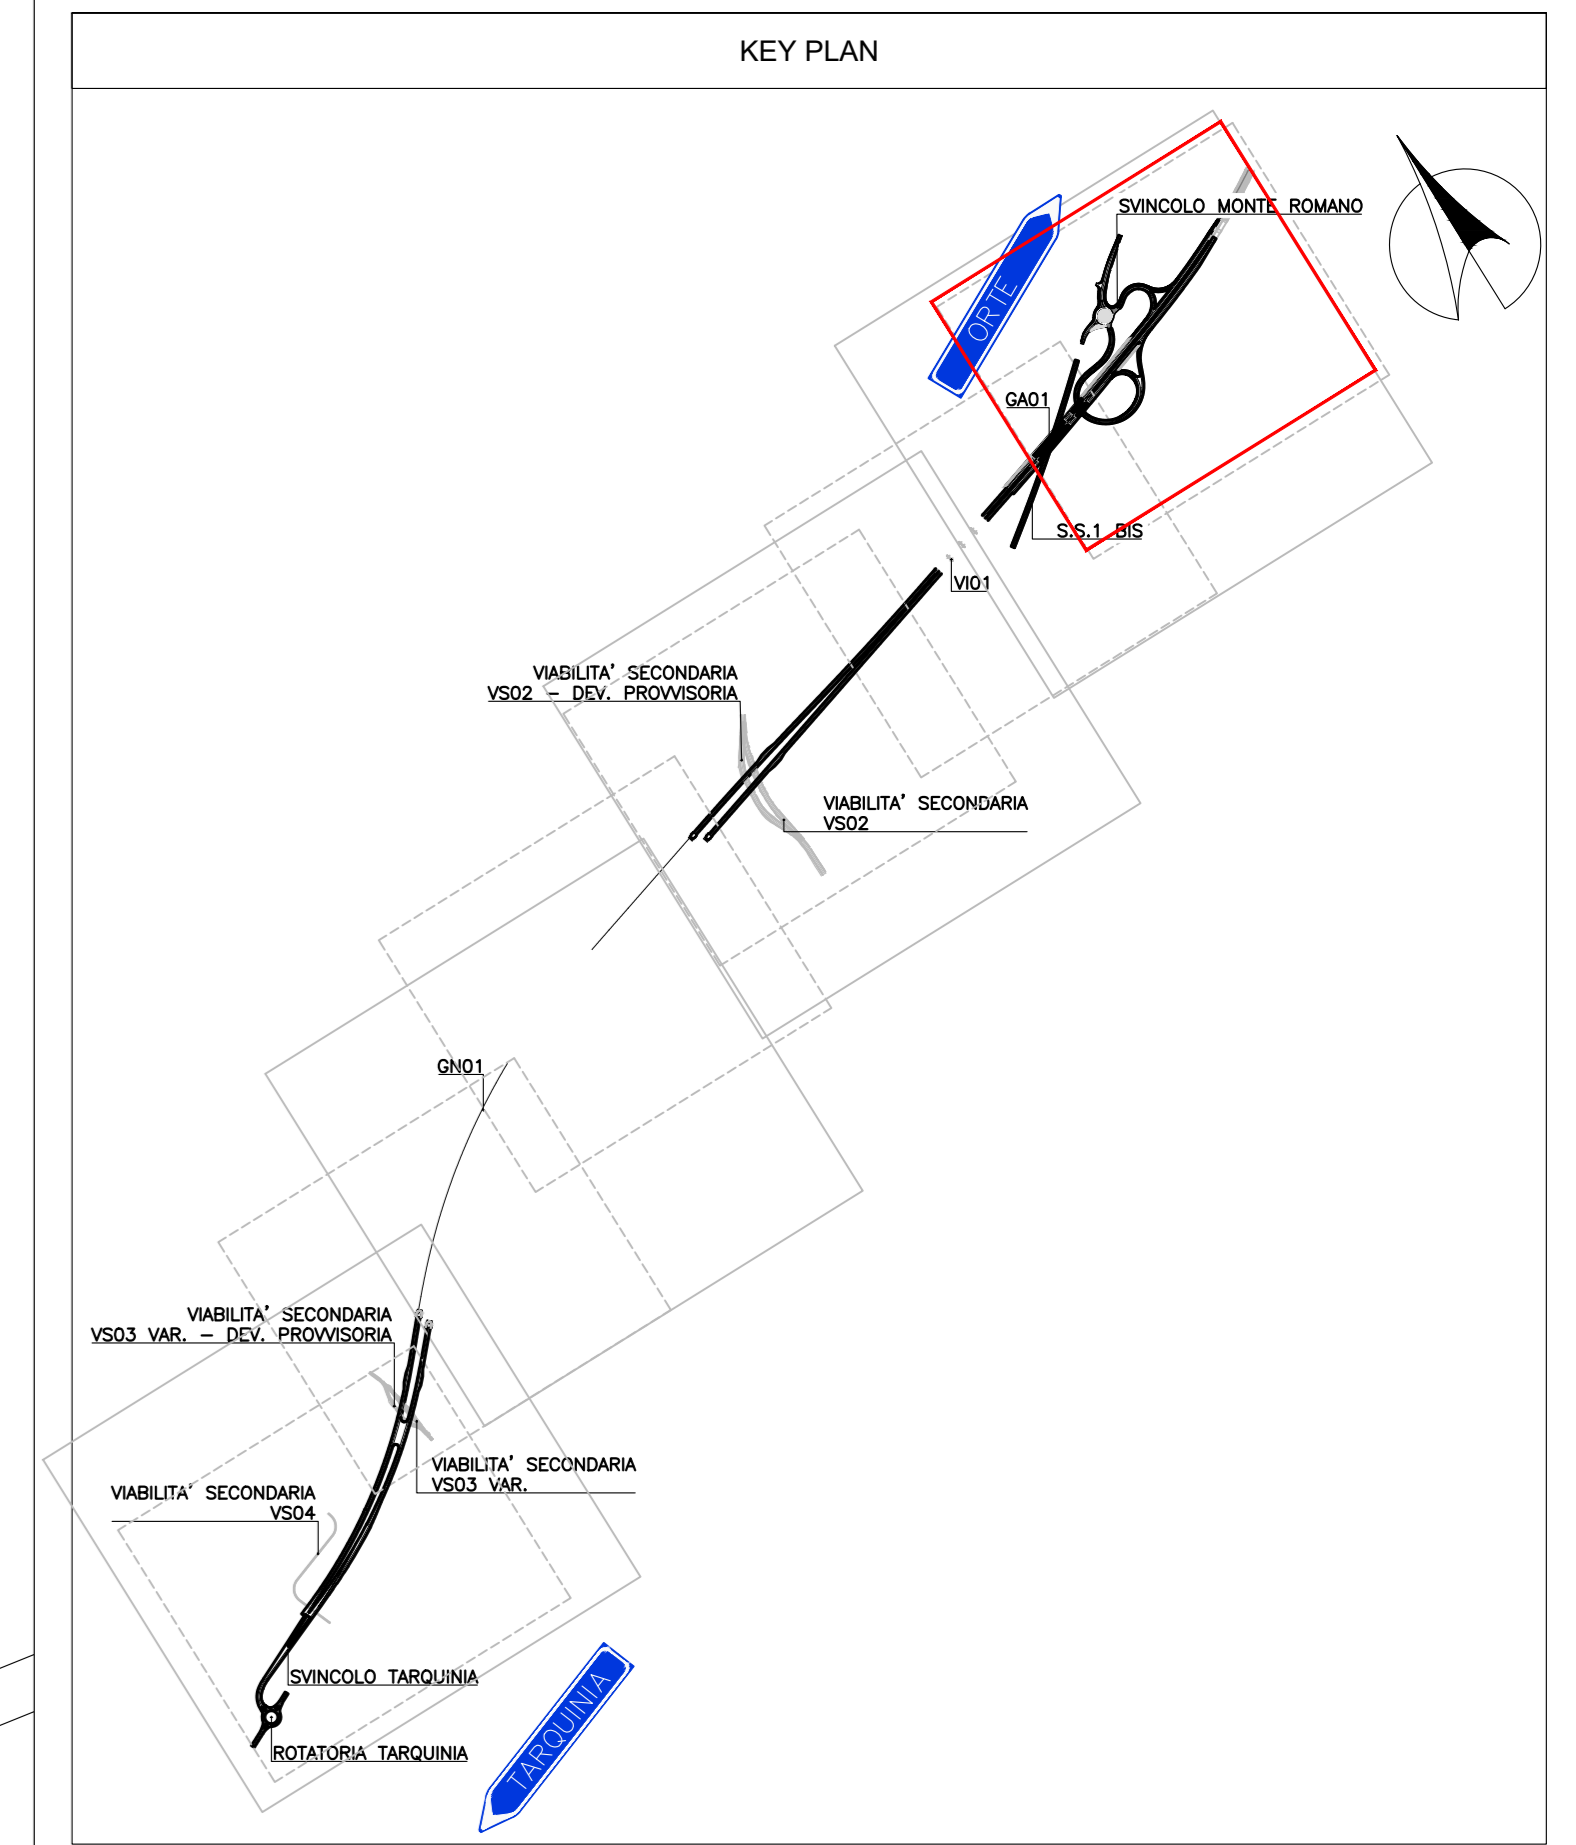 KEY PLAN
SVINCOLO MONTE ROMANO
ORTE
GA01
S.S.1 BIS
VI01
VIABILITA' SECONDARIA
VS02 - DEV. PROVVISORIA
VIABILITA' SECONDARIA
VS02
GN01
VIABILITA' SECONDARIA
VS03 VAR. - DEV. PROVVISORIA
VIABILITA' SECONDARIA
VS03 VAR.
VIABILITA' SECONDARIA
VS04
SVINCOLO TARQUINIA
TARQUINIA
ROTATORIA TARQUINIA